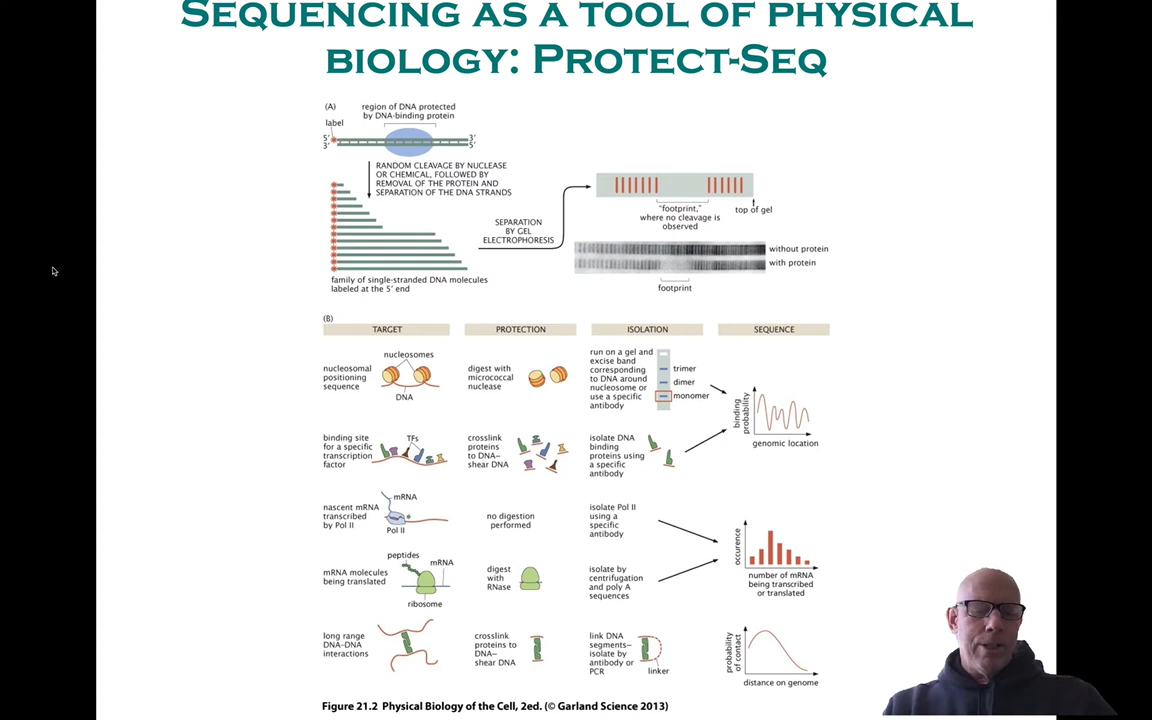 SEQUENCING AS A TOOL OF PHYSICAL
BIOLOGY: PROTECT-SEQ
(A)
region of DNA protected
by DNA-binding protein
label
5′
3′
3′
5′
RANDOM CLEAVAGE BY NUCLEASE
OR CHEMICAL, FOLLOWED BY
REMOVAL OF THE PROTEIN AND
SEPARATION OF THE DNA STRANDS
SEPARATION
BY GEL
ELECTROPHORESIS
family of single-stranded DNA molecules
labeled at the 5′ end
"footprint,"
where no cleavage is
observed
top of gel
without protein
with protein
footprint
(B)
TARGET
PROTECTION
ISOLATION
SEQUENCE
nucleosomal
positioning
sequence
nucleosomes
DNA
digest with
micrococcal
nuclease
run on a gel and
excise band
corresponding
to DNA around
nucleosome or
use a specific
antibody
trimer
dimer
monomer
binding
probability
genomic location
binding site
for a specific
transcription
factor
TFs
crosslink
proteins
to DNA–
shear DNA
isolate DNA
binding
proteins using
a specific
antibody
nascent mRNA
transcribed
by Pol II
mRNA
Pol II
no digestion
performed
isolate Pol II
using a
specific
antibody
occurence
number of mRNA
being transcribed
or translated
mRNA molecules
being translated
peptides
mRNA
ribosome
digest
with
RNase
isolate by
centrifugation
and poly A
sequences
long range
DNA–DNA
interactions
crosslink
proteins to
DNA–
shear DNA
link DNA
segments–
isolate by
antibody or
PCR
linker
probability
of contact
distance on genome
Figure 21.2 Physical Biology of the Cell, 2ed. (© Garland Science 2013)